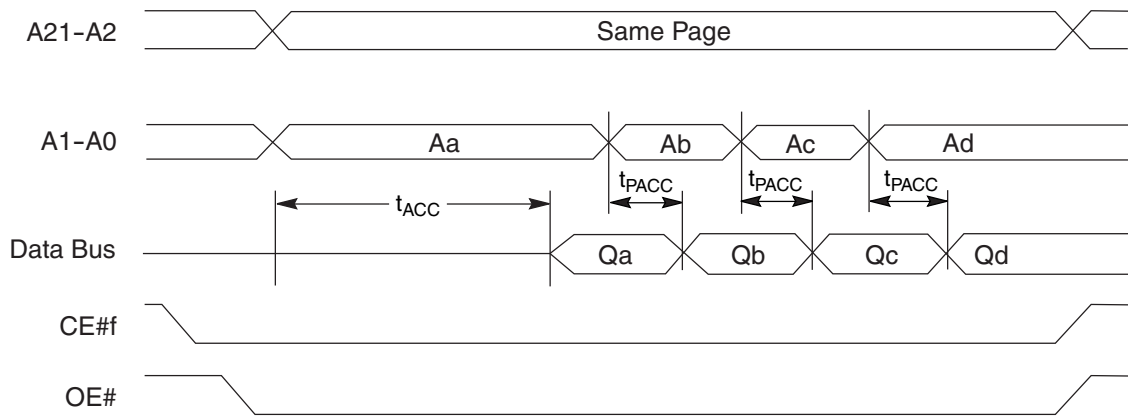 A21-A2 Same Page
A1-A0 Aa Ab Ac Ad
tPACC tPACC tPACC
tACC
Data Bus Qa Qb Qc Qd
CE#f
OE#